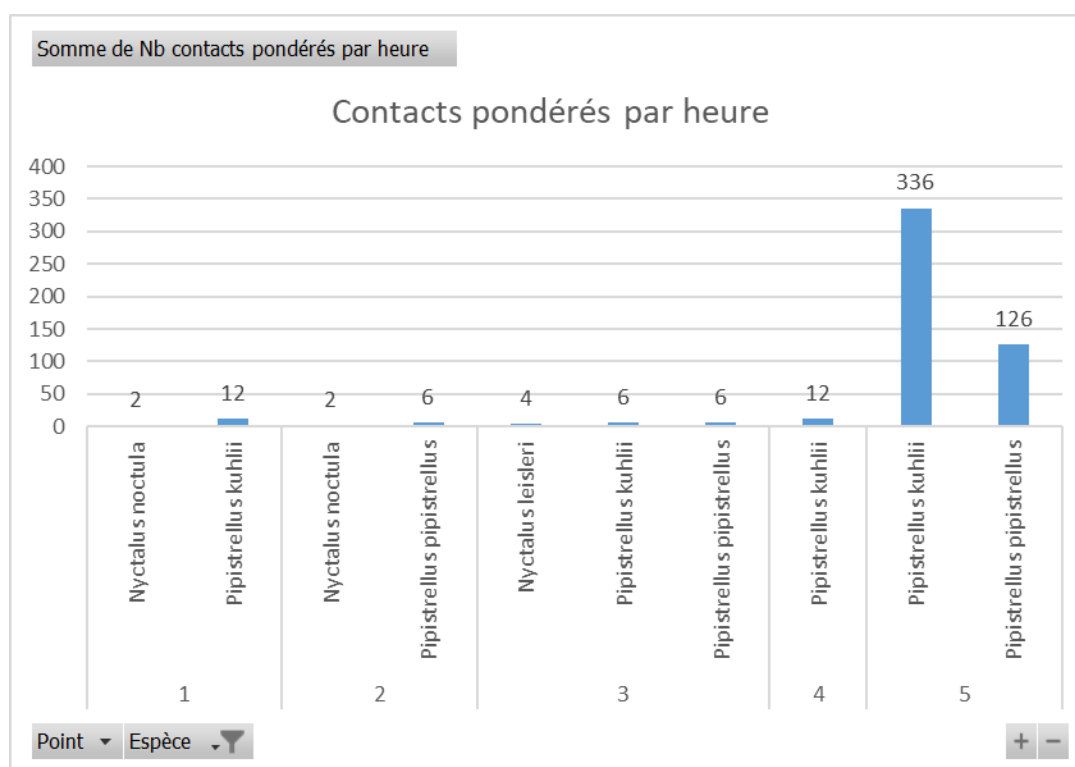 Somme de Nb contacts pondérés par heure
Contacts pondérés par heure
400
350
300
250
200
150
100
50
0
2
12
2
6
4
6
6
12
336
126
Nyctalus noctula
Pipistrellus kuhlii
Nyctalus noctula
Pipistrellus pipistrellus
Nyctalus leisleri
Pipistrellus kuhlii
Pipistrellus pipistrellus
Pipistrellus kuhlii
Pipistrellus kuhlii
Pipistrellus pipistrellus
1
2
3
4
5
Point
Espèce
+
−